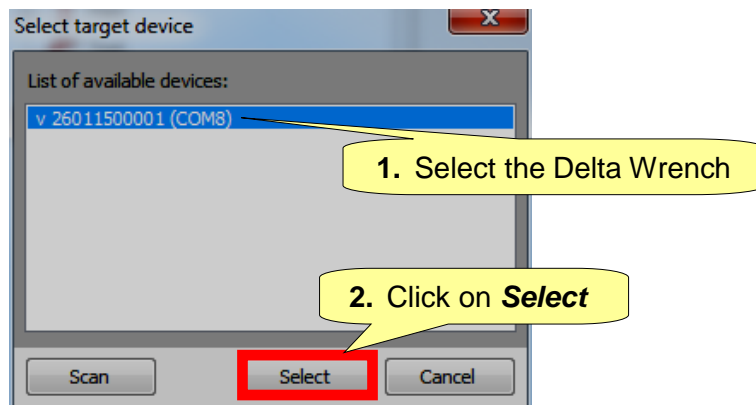 Select target device
x
List of available devices:
v 26011500001 (COM8)
1. Select the Delta Wrench
2. Click on Select
Scan
Select
Cancel